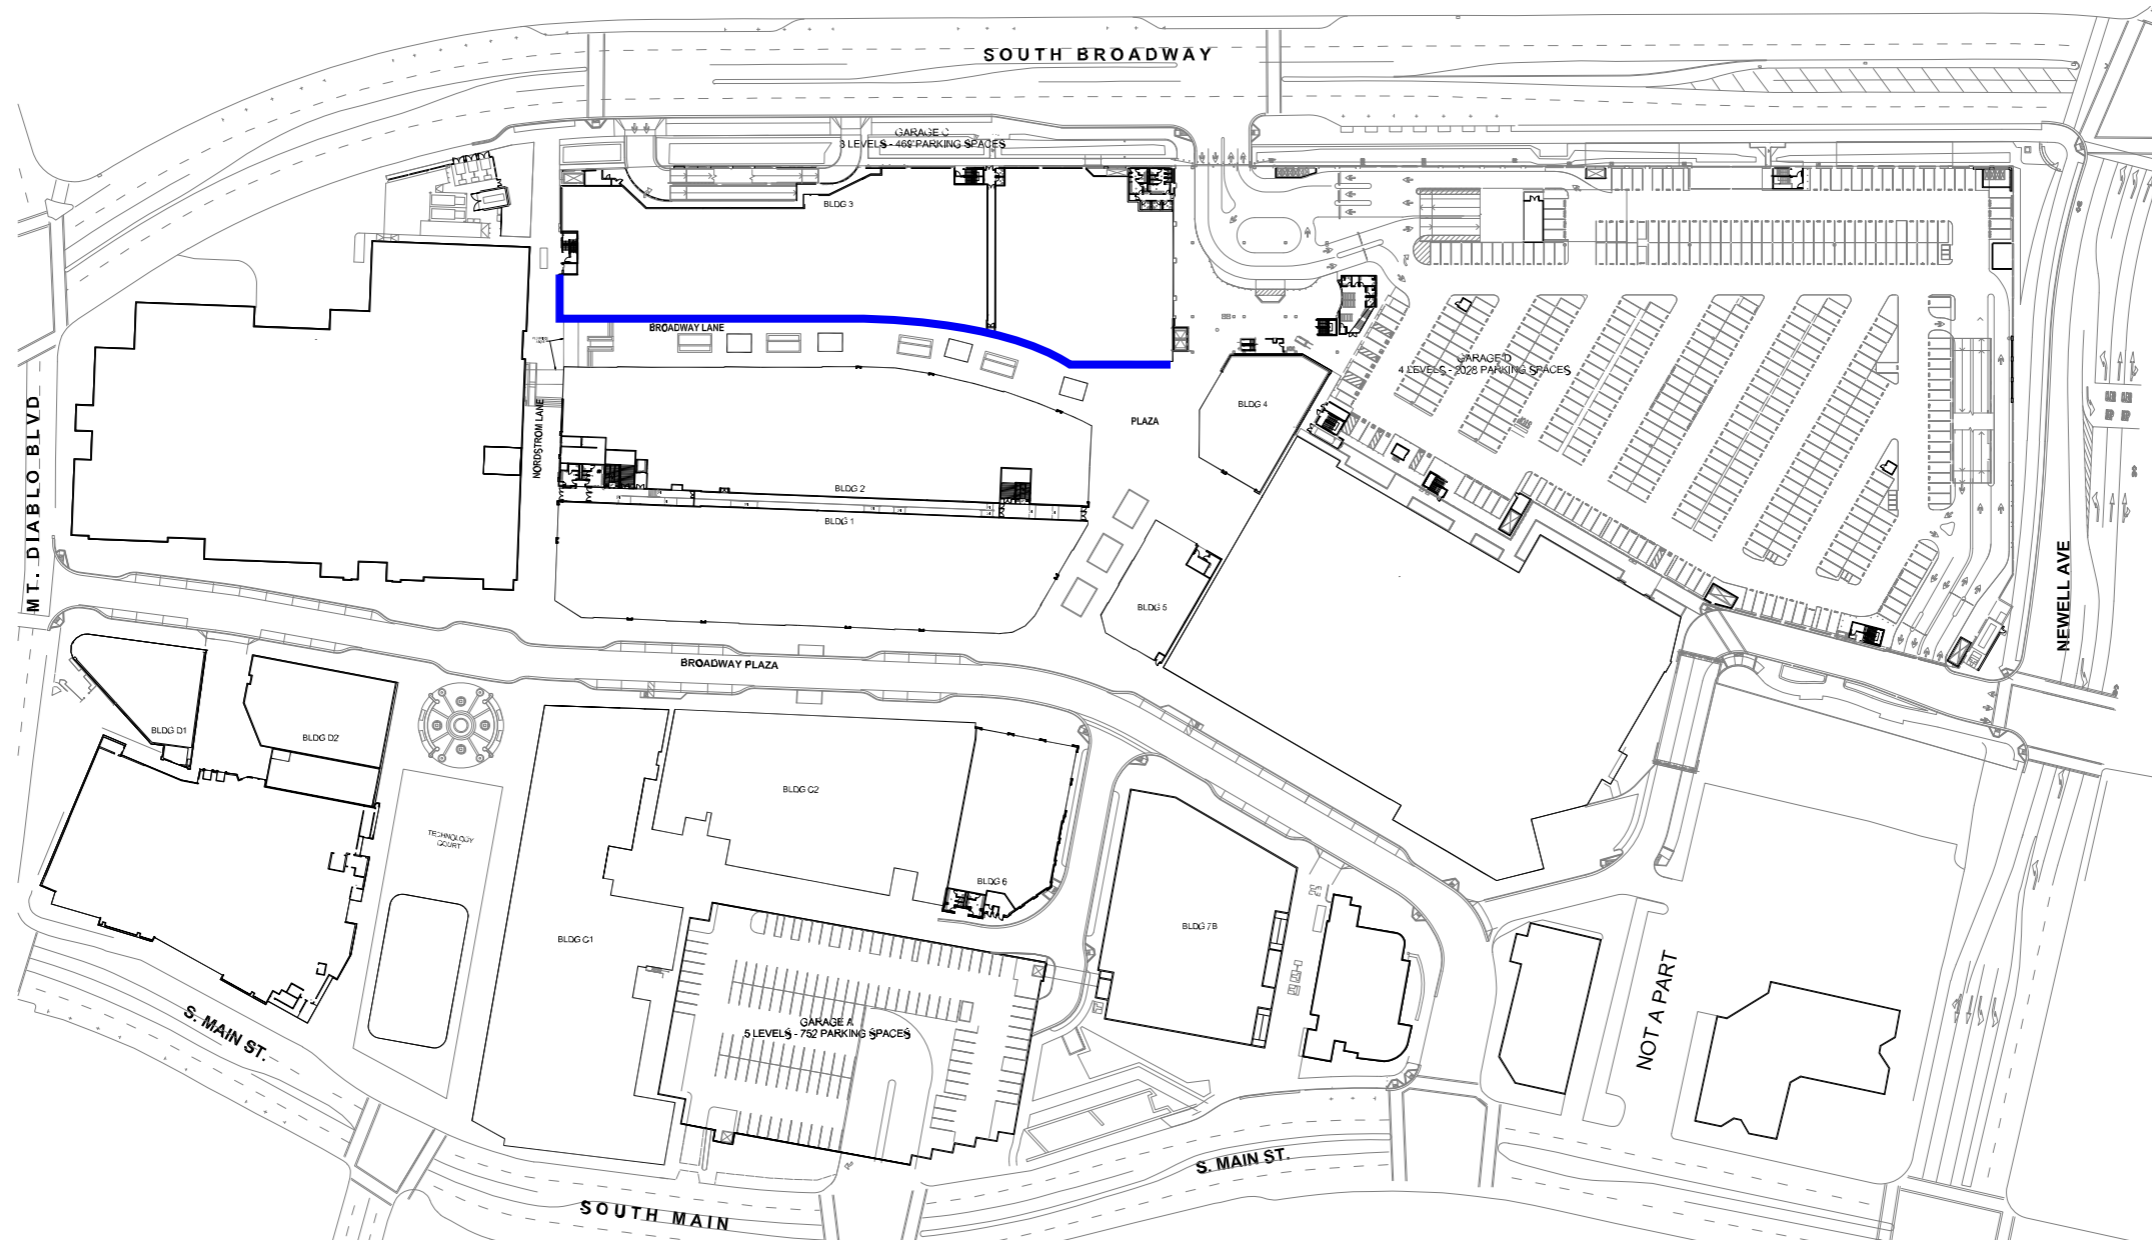 SOUTH BROADWAY
GARAGE C
3 LEVELS - 469 PARKING SPACES
BLDG 3
BROADWAY LANE
GARAGE D
4 LEVELS - 2028 PARKING SPACES
BLDG 4
PLAZA
MT. DIABLO BLVD
NORDSTROM LANE
BLDG 2
BLDG 1
BLDG 5
NEWELL AVE
BROADWAY PLAZA
BLDG D1
BLDG D2
BLDG C2
TECHNOLOGY
COURT
BLDG 6
BLDG 7B
BLDG C1
NOT A PART
GARAGE A
5 LEVELS - 752 PARKING SPACES
S. MAIN ST.
S. MAIN ST.
SOUTH MAIN